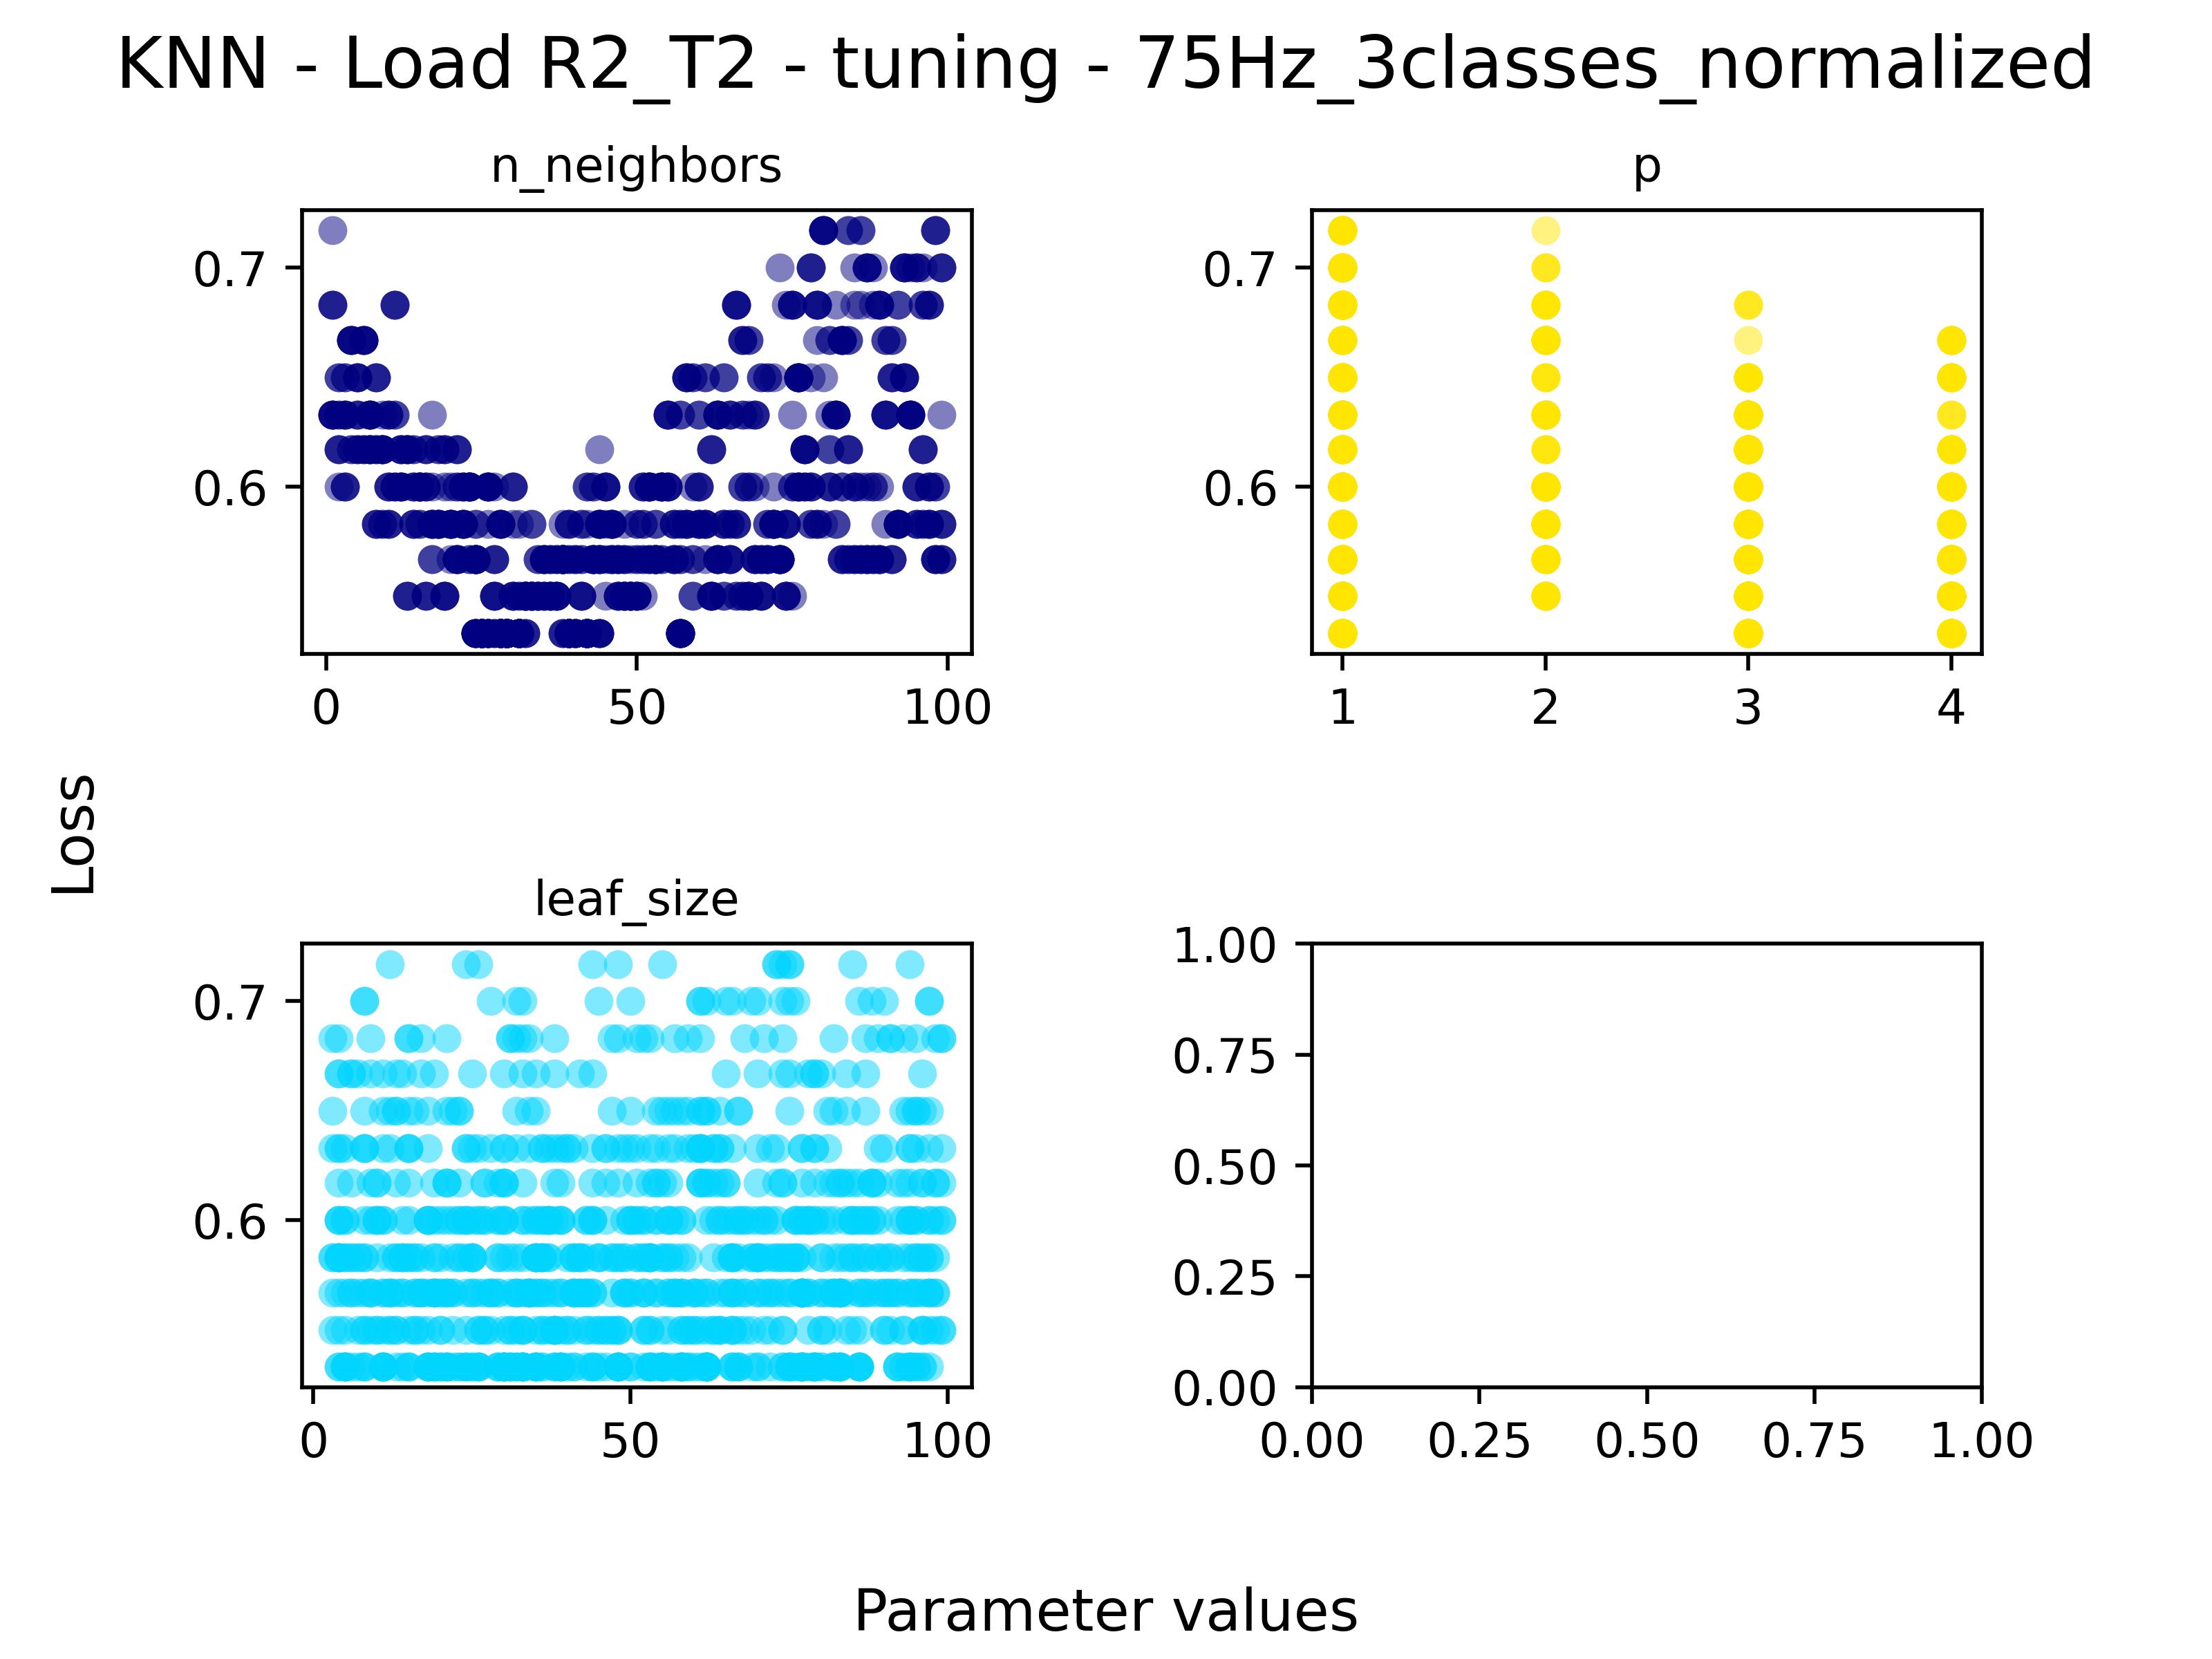 KNN - Load R2_T2 - tuning - 75Hz_3classes_normalized
n_neighbors
0.7
0.6
0 50 100
p
0.7
0.6
1 2 3 4
Loss
leaf_size
0.7
0.6
0 50 100
1.00
0.75
0.50
0.25
0.00
0.00 0.25 0.50 0.75 1.00
Parameter values